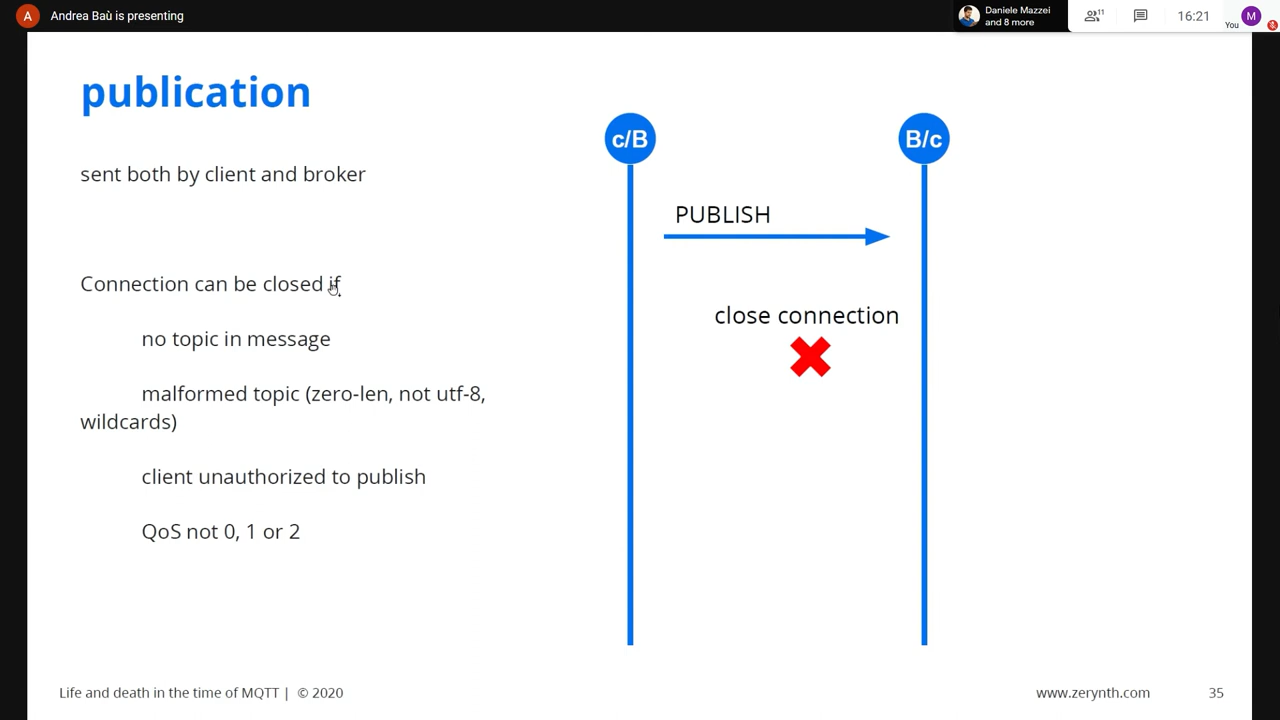 A
Andrea Baù is presenting
Daniele Mazzei
and 8 more
11
16:21
You
M
publication
c/B
B/c
sent both by client and broker
PUBLISH
Connection can be closed if
close connection
no topic in message
malformed topic (zero-len, not utf-8,
wildcards)
client unauthorized to publish
QoS not 0, 1 or 2
Life and death in the time of MQTT | © 2020
www.zerynth.com
35